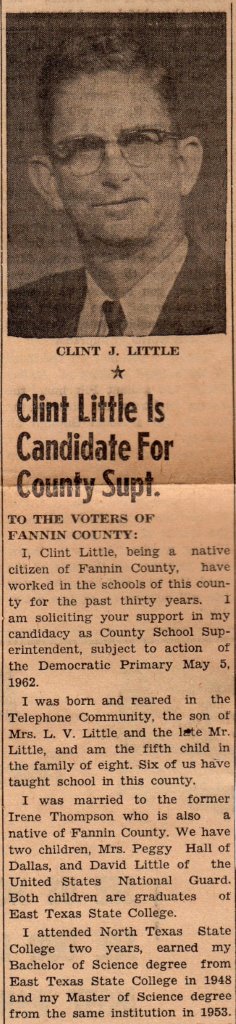 CLINT J. LITTLE
Clint Little Is
Candidate For
County Supt.
TO THE VOTERS OF
FANNIN COUNTY:
I, Clint Little, being a native
citizen of Fannin County, have
worked in the schools of this coun-
ty for the past thirty years. I
am soliciting your support in my
candidacy as County School Sup-
erintendent, subject to action of
the Democratic Primary May 5,
1962.
I was born and reared in the
Telephone Community, the son of
Mrs. L. V. Little and the late Mr.
Little, and am the fifth child in
the family of eight. Six of us have
taught school in this county.
I was married to the former
Irene Thompson who is also a
native of Fannin County. We have
two children, Mrs. Peggy Hall of
Dallas, and David Little of the
United States National Guard.
Both children are graduates of
East Texas State College.
I attended North Texas State
College two years, earned my
Bachelor of Science degree from
East Texas State College in 1948
and my Master of Science degree
from the same institution in 1953.